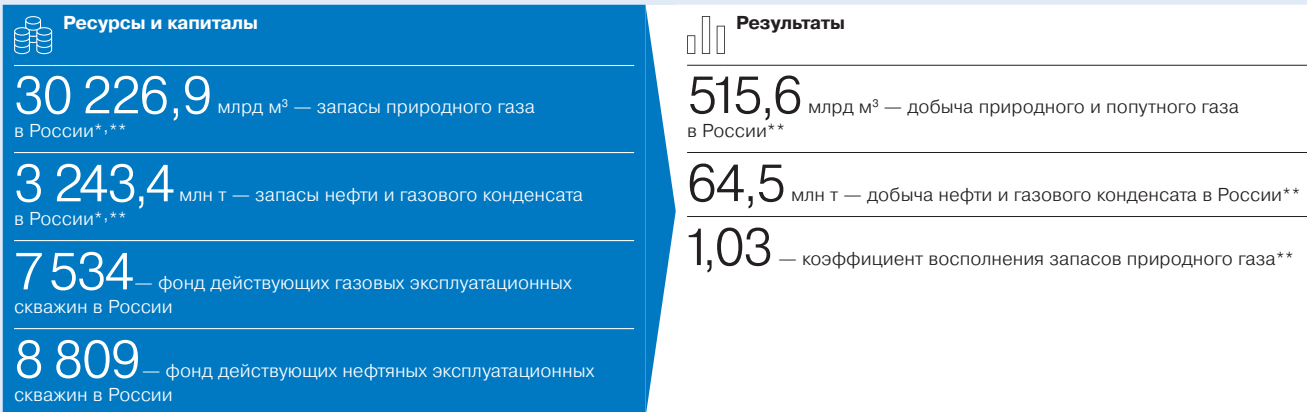 Ресурсы и капиталы
30 226,9 млрд м³ — запасы природного газа
в России*,**
3 243,4 млн т — запасы нефти и газового конденсата
в России*,**
7 534 — фонд действующих газовых эксплуатационных
скважин в России
8 809 — фонд действующих нефтяных эксплуатационных
скважин в России
Результаты
515,6 млрд м³ — добыча природного и попутного газа
в России**
64,5 млн т — добыча нефти и газового конденсата в России**
1,03 — коэффициент восполнения запасов природного газа**